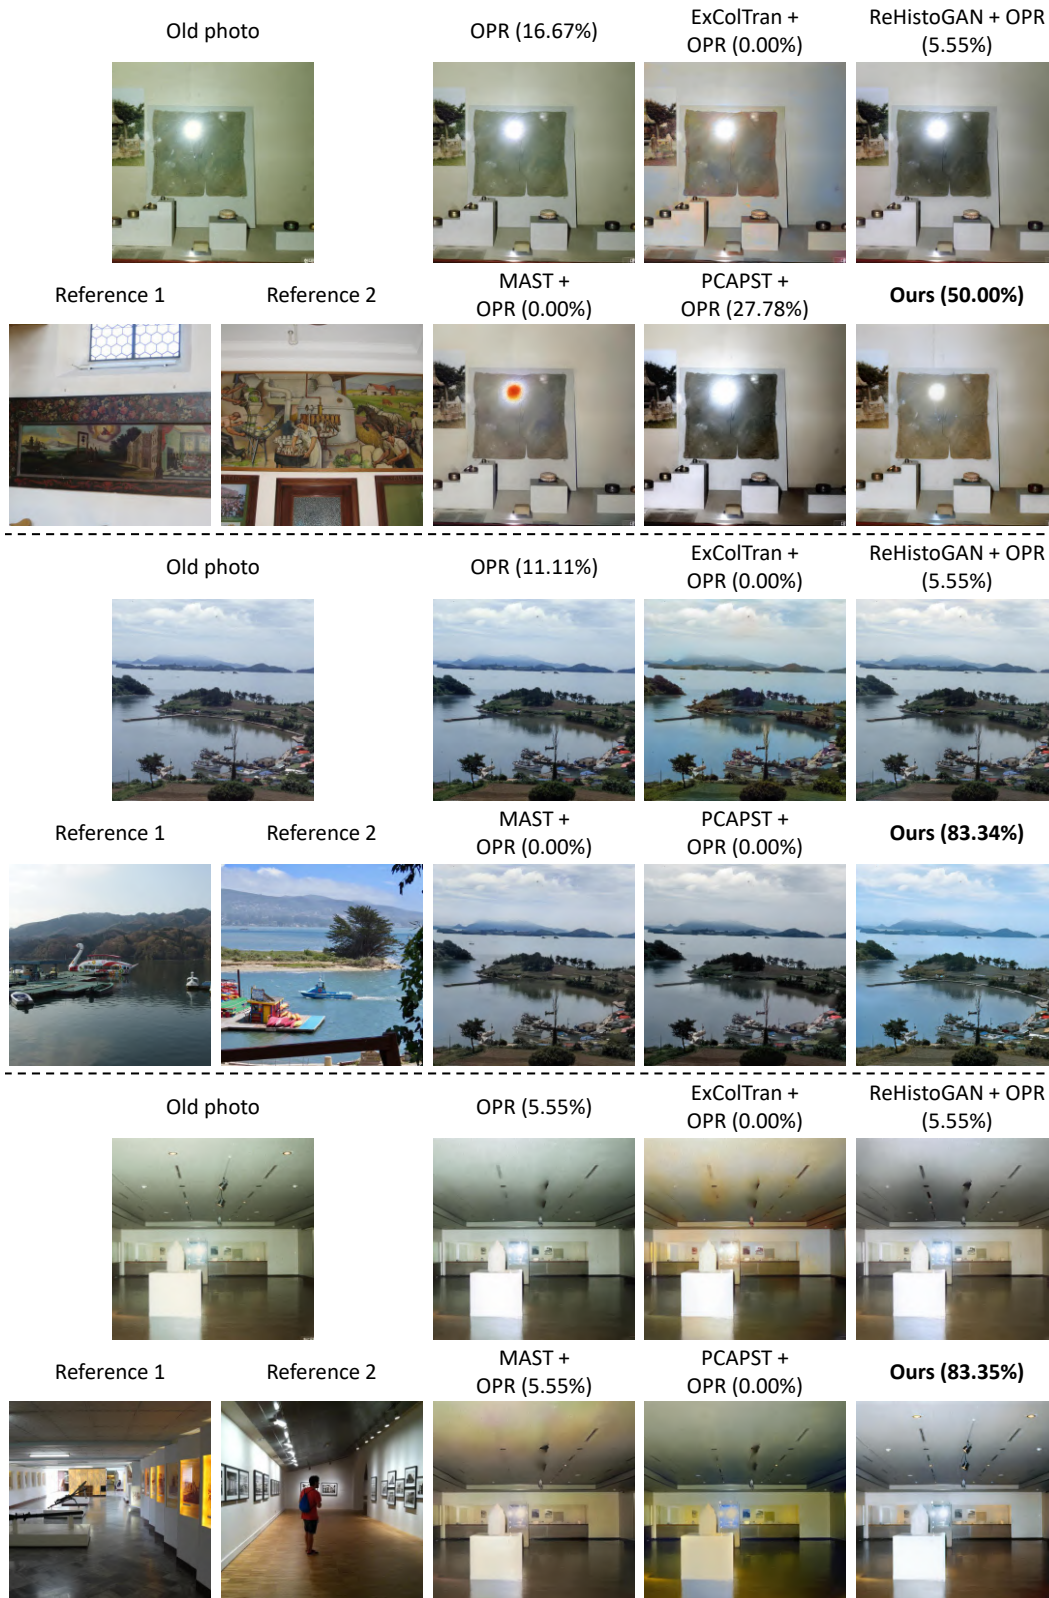 Old photo
OPR (16.67%)
ExColTran +
OPR (0.00%)
ReHistoGAN + OPR
(5.55%)
Reference 1
Reference 2
MAST +
OPR (0.00%)
PCAPST +
OPR (27.78%)
Ours (50.00%)
Old photo
OPR (11.11%)
ExColTran +
OPR (0.00%)
ReHistoGAN + OPR
(5.55%)
Reference 1
Reference 2
MAST +
OPR (0.00%)
PCAPST +
OPR (0.00%)
Ours (83.34%)
Old photo
OPR (5.55%)
ExColTran +
OPR (0.00%)
ReHistoGAN + OPR
(5.55%)
Reference 1
Reference 2
MAST +
OPR (5.55%)
PCAPST +
OPR (0.00%)
Ours (83.35%)